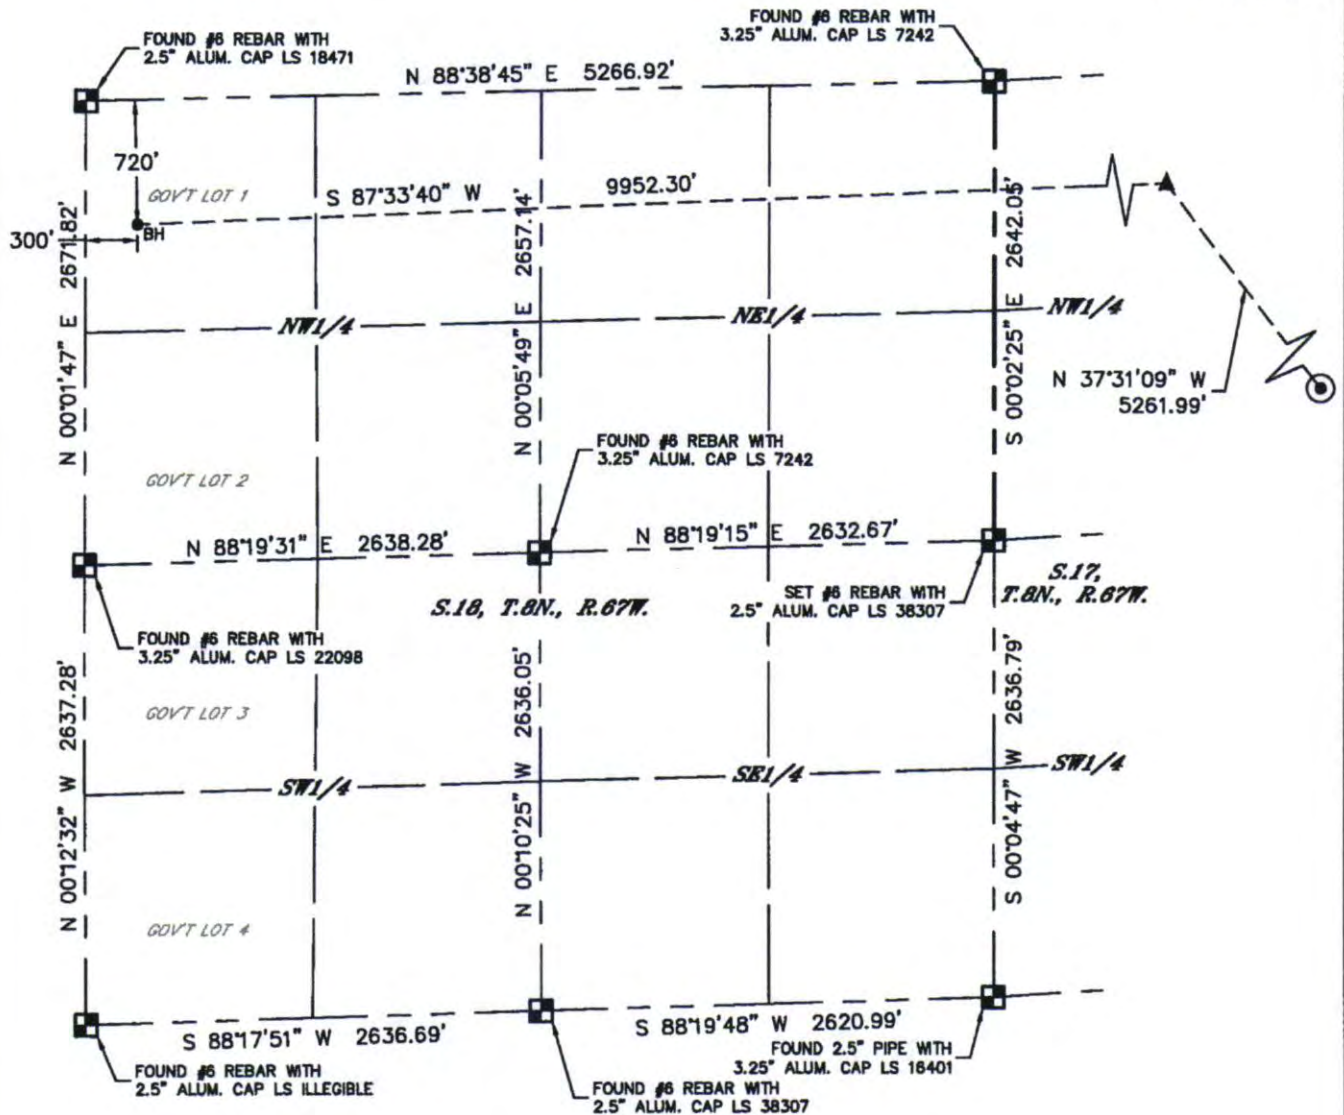 FOUND #6 REBAR WITH
2.5" ALUM. CAP LS 18471
FOUND #6 REBAR WITH
3.25" ALUM. CAP LS 7242
N 88°38'45" E 5266.92'
720'
GOV'T LOT 1
S 87°33'40" W 9952.30'
300'
BH
N 00°01'47" E 2671.82'
N 00°05'49" E 2657.14'
S 00°02'25" E 2642.05'
NW1/4
NE1/4
NW1/4
N 37°31'09" W
5261.99'
FOUND #6 REBAR WITH
3.25" ALUM. CAP LS 7242
GOV'T LOT 2
N 88°19'31" E 2638.28'
N 88°19'15" E 2632.67'
S.18, T.8N., R.67W.
SET #6 REBAR WITH
2.5" ALUM. CAP LS 38307
S.17,
T.8N., R.67W.
FOUND #6 REBAR WITH
3.25" ALUM. CAP LS 22098
GOV'T LOT 3
N 00°12'32" W 2637.28'
N 00°10'25" W 2636.05'
S 00°04'47" W 2636.79'
SW1/4
SE1/4
SW1/4
GOV'T LOT 4
S 88°17'51" W 2636.69'
S 88°19'48" W 2620.99'
FOUND 2.5" PIPE WITH
3.25" ALUM. CAP LS 16401
FOUND #6 REBAR WITH
2.5" ALUM. CAP LS ILLEGIBLE
FOUND #6 REBAR WITH
2.5" ALUM. CAP LS 38307